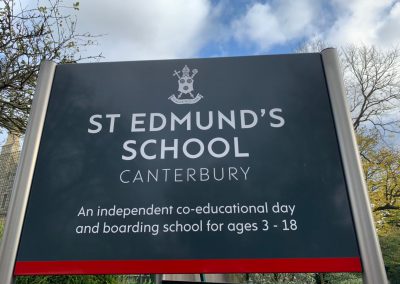 ST EDMUND'S
SCHOOL
CANTERBURY
An independent co-educational day
and boarding school for ages 3 - 18